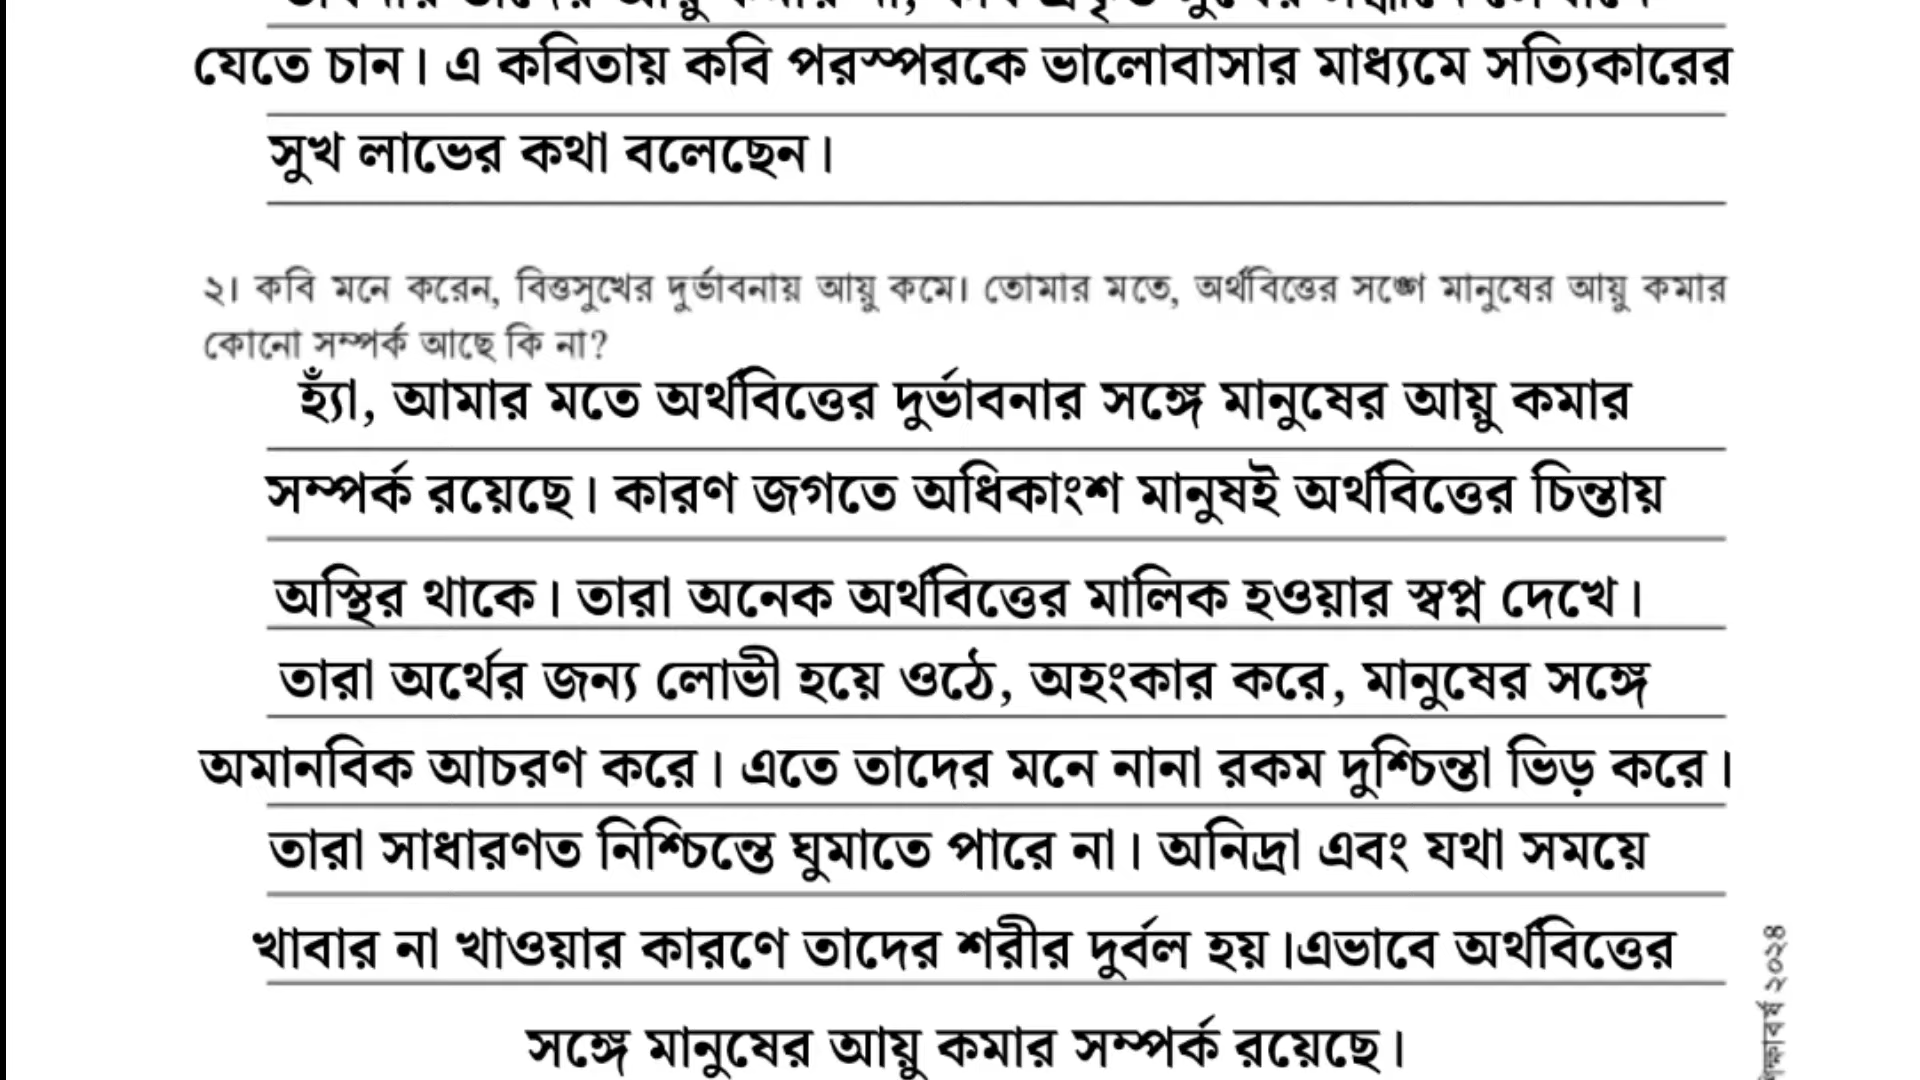 যেতে চান। এ কবিতায় কবি পরস্পরকে ভালোবাসার মাধ্যমে সত্যিকারের
সুখ লাভের কথা বলেছেন।
২। কবি মনে করেন, বিত্তসুখের দুর্ভাবনায় আয়ু কমে। তোমার মতে, অর্থবিত্তের সঙ্গে মানুষের আয়ু কমার
কোনো সম্পর্ক আছে কি না?
হ্যাঁ, আমার মতে অর্থবিত্তের দুর্ভাবনার সঙ্গে মানুষের আয়ু কমার
সম্পর্ক রয়েছে। কারণ জগতে অধিকাংশ মানুষই অর্থবিত্তের চিন্তায়
অস্থির থাকে। তারা অনেক অর্থবিত্তের মালিক হওয়ার স্বপ্ন দেখে।
তারা অর্থের জন্য লোভী হয়ে ওঠে, অহংকার করে, মানুষের সঙ্গে
অমানবিক আচরণ করে। এতে তাদের মনে নানা রকম দুশ্চিন্তা ভিড় করে।
তারা সাধারণত নিশ্চিন্তে ঘুমাতে পারে না। অনিদ্রা এবং যথা সময়ে
খাবার না খাওয়ার কারণে তাদের শরীর দুর্বল হয়।এভাবে অর্থবিত্তের
সঙ্গে মানুষের আয়ু কমার সম্পর্ক রয়েছে।
২০২৪